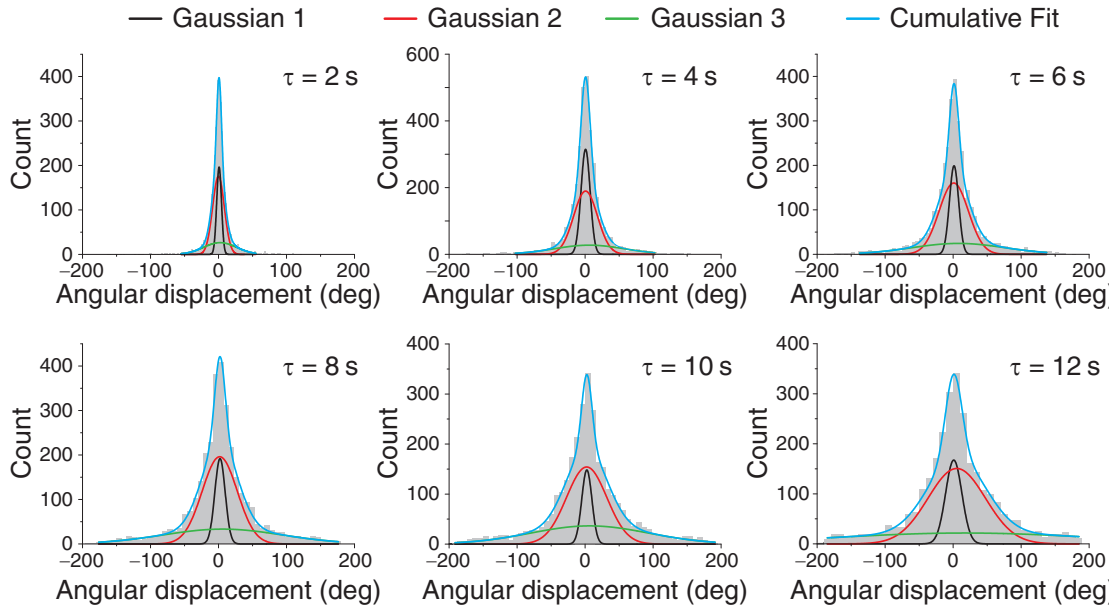 Gaussian 1 Gaussian 2 Gaussian 3 Cumulative Fit
τ = 2 s
Count
400
300
200
100
0
−200 −100 0 100 200
Angular displacement (deg)
τ = 4 s
Count
600
400
200
0
−200 −100 0 100 200
Angular displacement (deg)
τ = 6 s
Count
400
300
200
100
0
−200 −100 0 100 200
Angular displacement (deg)
τ = 8 s
Count
400
300
200
100
0
−200 −100 0 100 200
Angular displacement (deg)
τ = 10 s
Count
400
300
200
100
0
−200 −100 0 100 200
Angular displacement (deg)
τ = 12 s
Count
400
300
200
100
0
−200 −100 0 100 200
Angular displacement (deg)